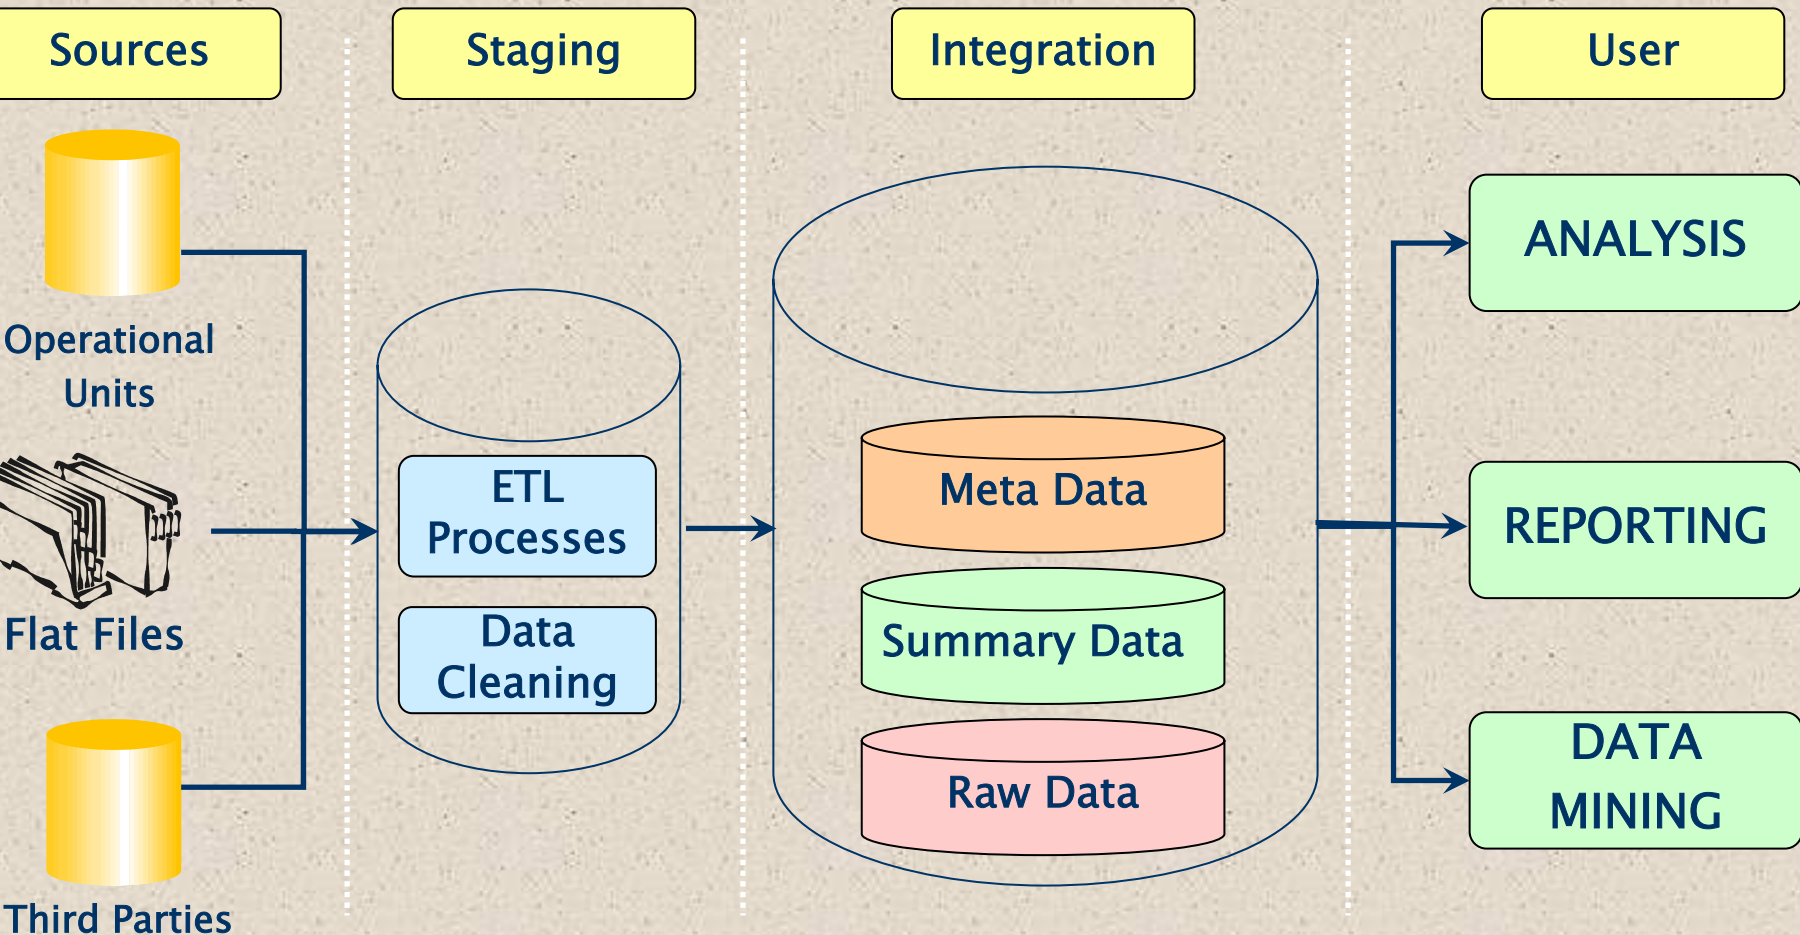 Sources
Staging
Integration
User
Operational
Units
Flat Files
Third Parties
ETL
Processes
Data
Cleaning
Meta Data
Summary Data
Raw Data
ANALYSIS
REPORTING
DATA
MINING